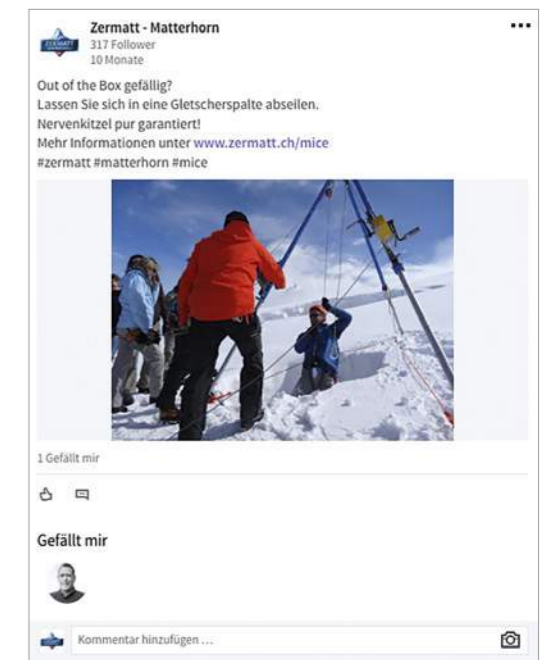 Zermatt - Matterhorn
317 Follower
10 Monate
Out of the Box gefällig?
Lassen Sie sich in eine Gletscherspalte abseilen.
Nervenkitzel pur garantiert!
Mehr Informationen unter www.zermatt.ch/mice
#zermatt #matterhorn #mice
1 Gefällt mir
Gefällt mir
Kommentar hinzufügen ...